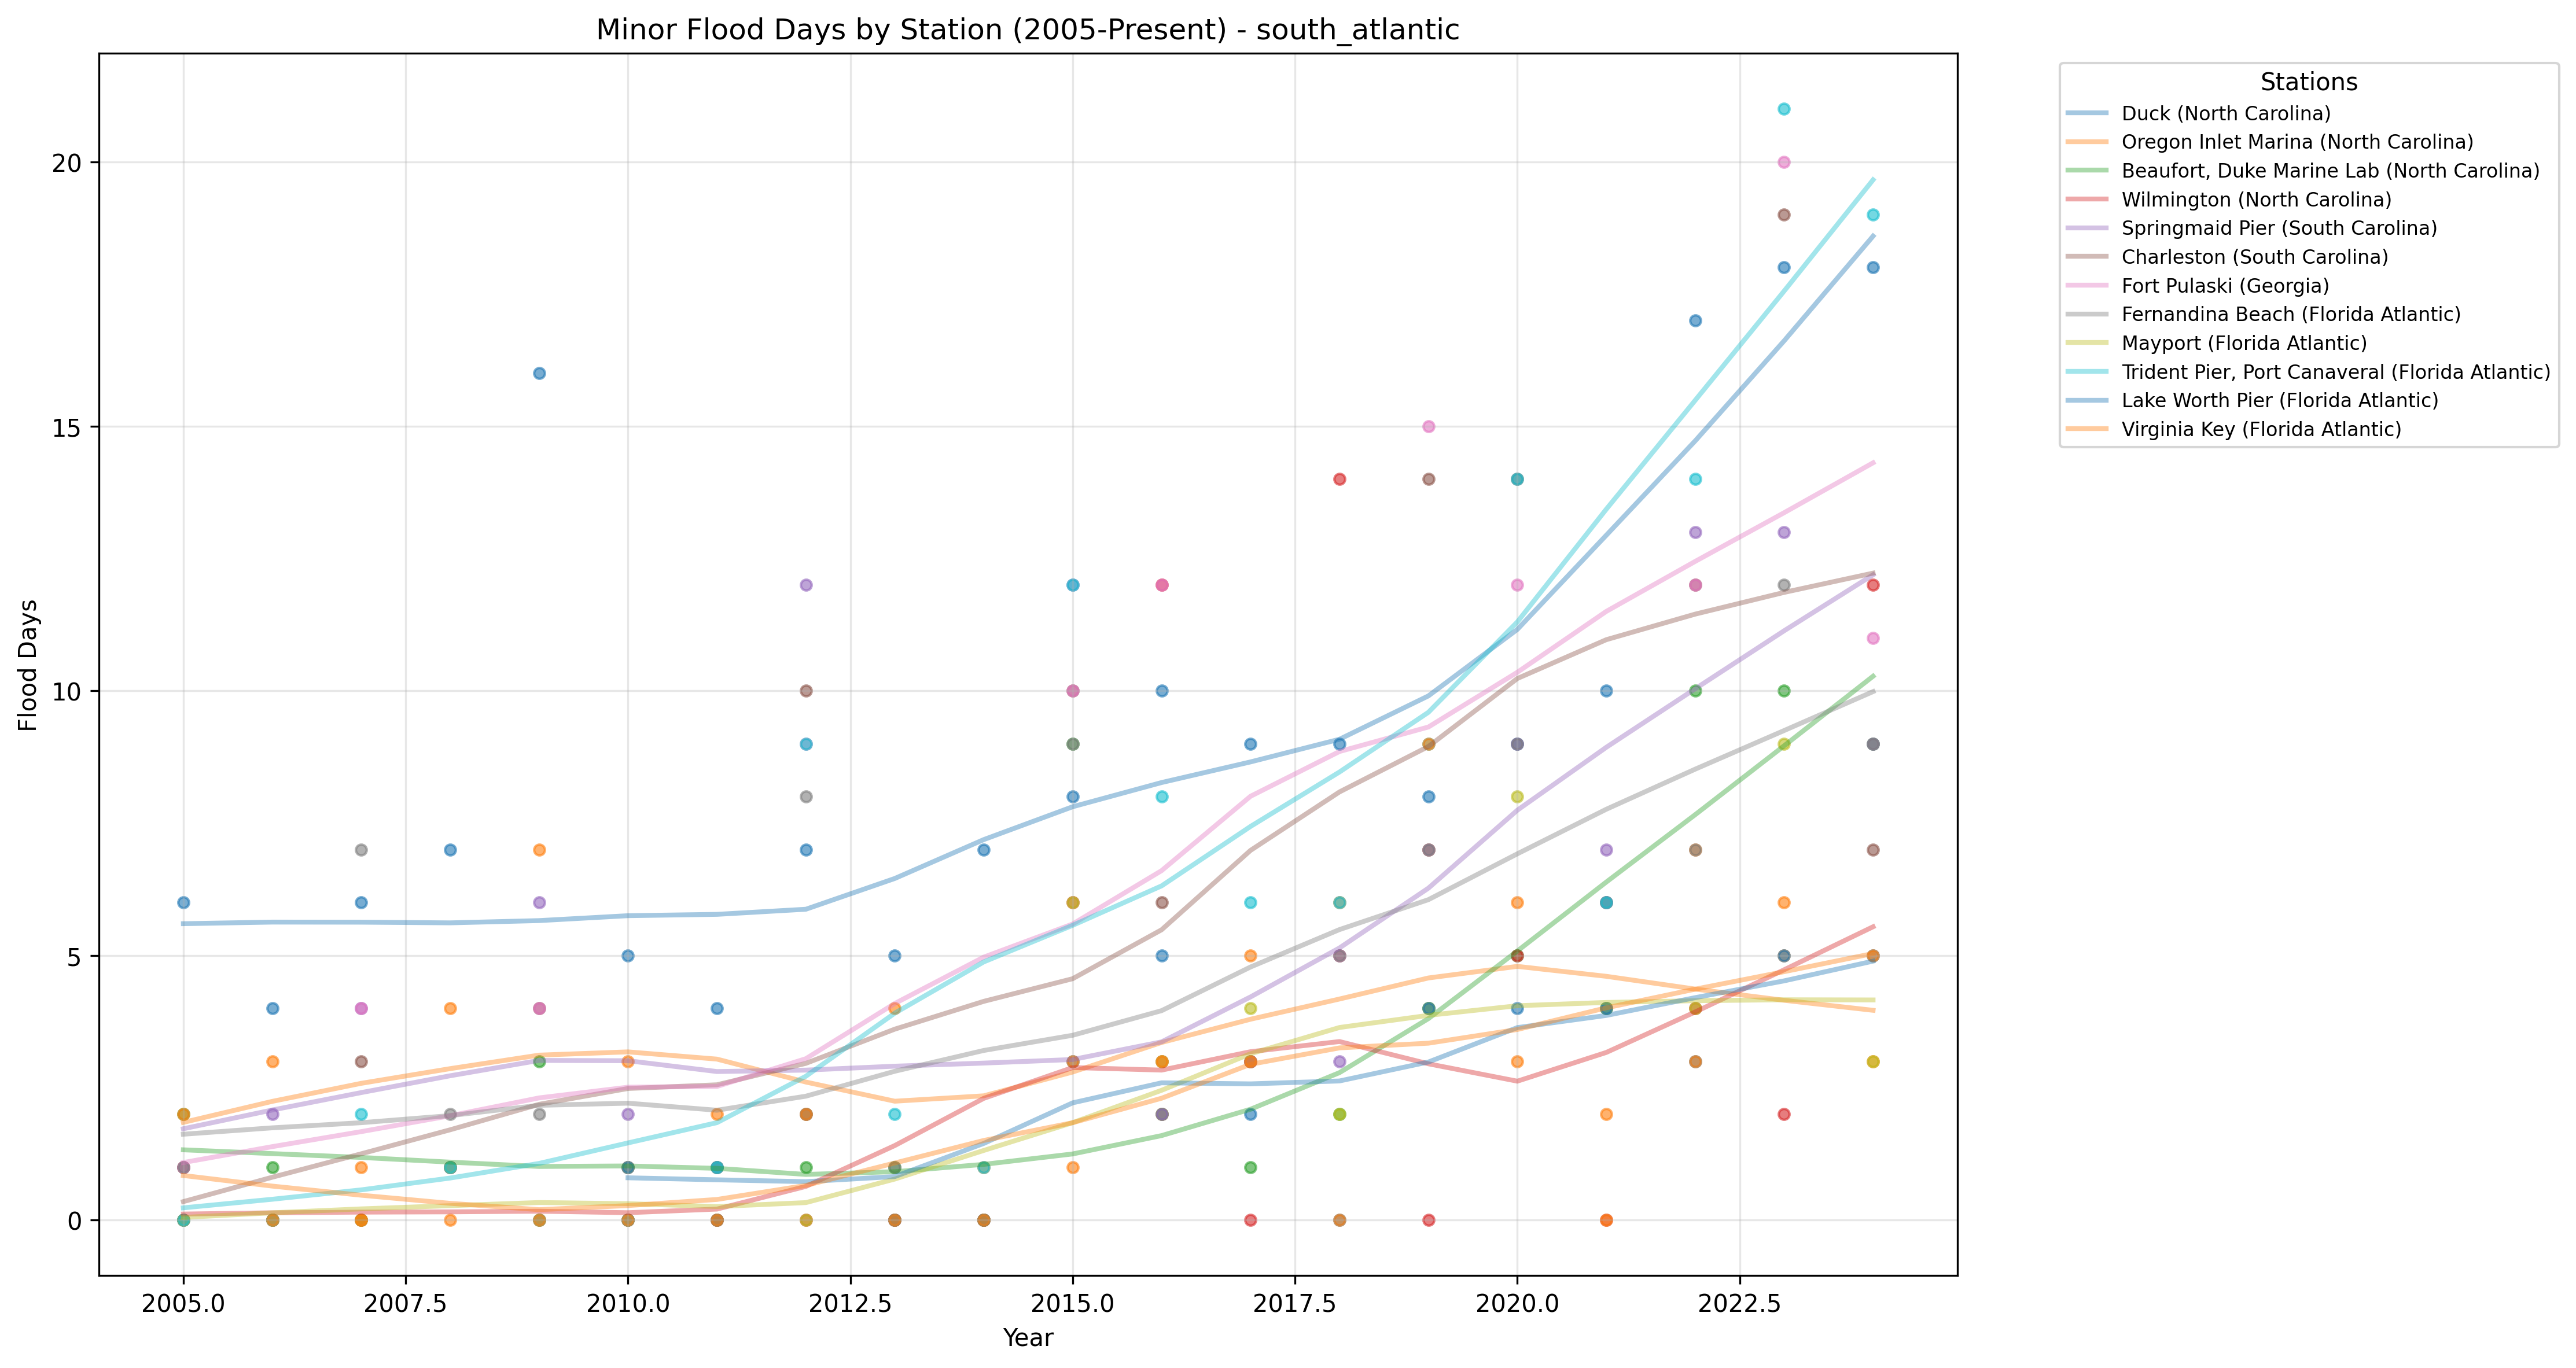 Minor Flood Days by Station (2005-Present) - south_atlantic
Flood Days
20
15
10
5
0
2005.0 2007.5 2010.0 2012.5 2015.0 2017.5 2020.0 2022.5
Year
Stations
Duck (North Carolina)
Oregon Inlet Marina (North Carolina)
Beaufort, Duke Marine Lab (North Carolina)
Wilmington (North Carolina)
Springmaid Pier (South Carolina)
Charleston (South Carolina)
Fort Pulaski (Georgia)
Fernandina Beach (Florida Atlantic)
Mayport (Florida Atlantic)
Trident Pier, Port Canaveral (Florida Atlantic)
Lake Worth Pier (Florida Atlantic)
Virginia Key (Florida Atlantic)